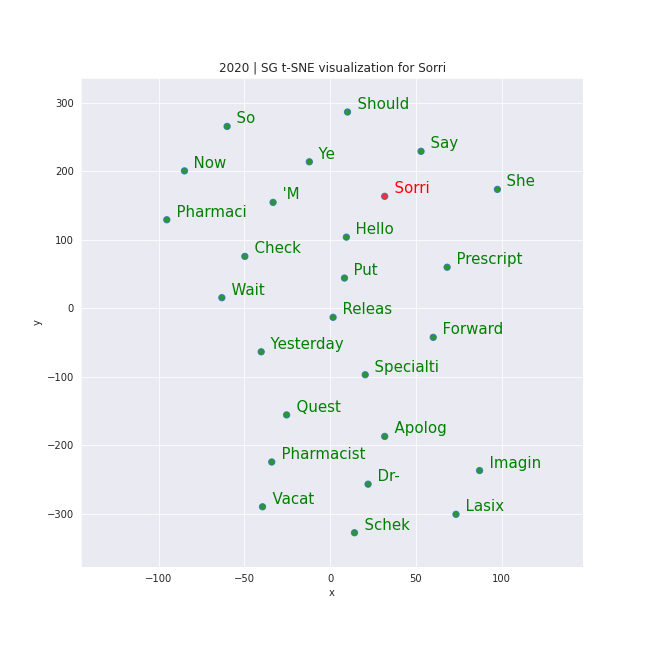 2020 | SG t-SNE visualization for Sorri
300
Should
So
Say
Ye
200
Now
She
Sorri
'M
Pharmaci
100
Hello
Check
Prescript
Put
Wait
0
Releas
Forward
y
Yesterday
−100
Specialti
Quest
Apolog
−200
Pharmacist
Imagin
Dr-
Vacat
Lasix
−300
Schek
−100 −50 0 50 100
x